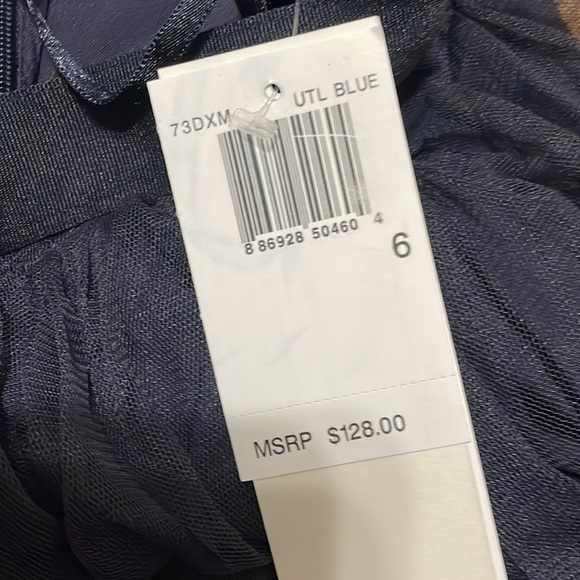 73DXM UTL BLUE
8 86928 50460 4
6
MSRP $128.00